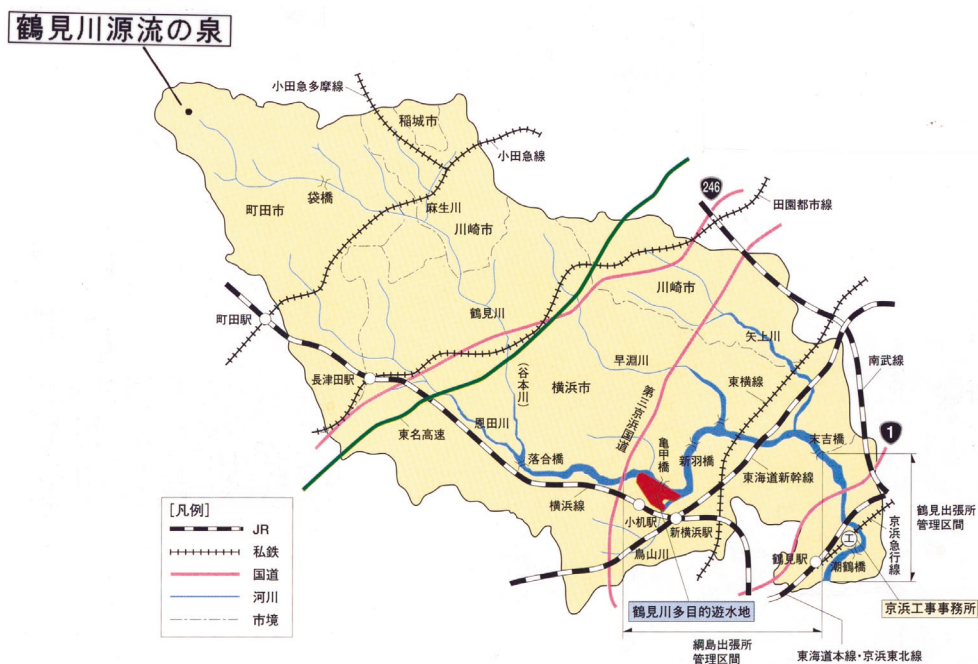 鶴見川源流の泉
小田急多摩線
稲城市
小田急線
246
田園都市線
町田市
袋橋
麻生川
川崎市
川崎市
町田駅
鶴見川
矢上川
南武線
長津田駅
(谷本川)
横浜市
早淵川
東横線
第三京浜国道
恩田川
東名高速
亀甲橋
末吉橋
1
落合橋
新羽橋
東海道新幹線
横浜線
小机駅
新横浜駅
鳥山川
鶴見出張所
管理区間
京浜急行線
工
鶴見駅
潮鶴橋
[凡例]
JR
私鉄
国道
河川
市境
鶴見川多目的遊水地
京浜工事事務所
綱島出張所
管理区間
東海道本線・京浜東北線